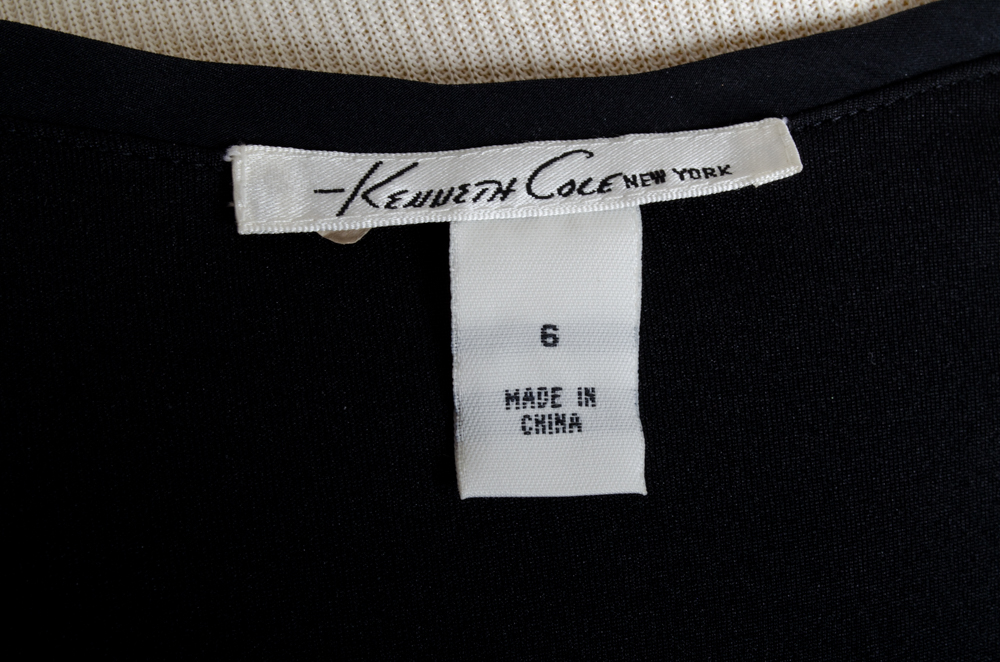 -KENNETH COLE NEW YORK
6
MADE IN
CHINA